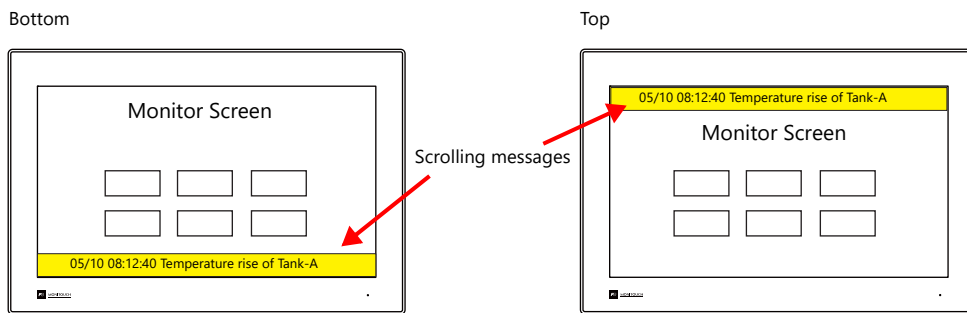 Bottom
Top
Monitor Screen
05/10 08:12:40 Temperature rise of Tank-A
Scrolling messages
05/10 08:12:40 Temperature rise of Tank-A
Monitor Screen